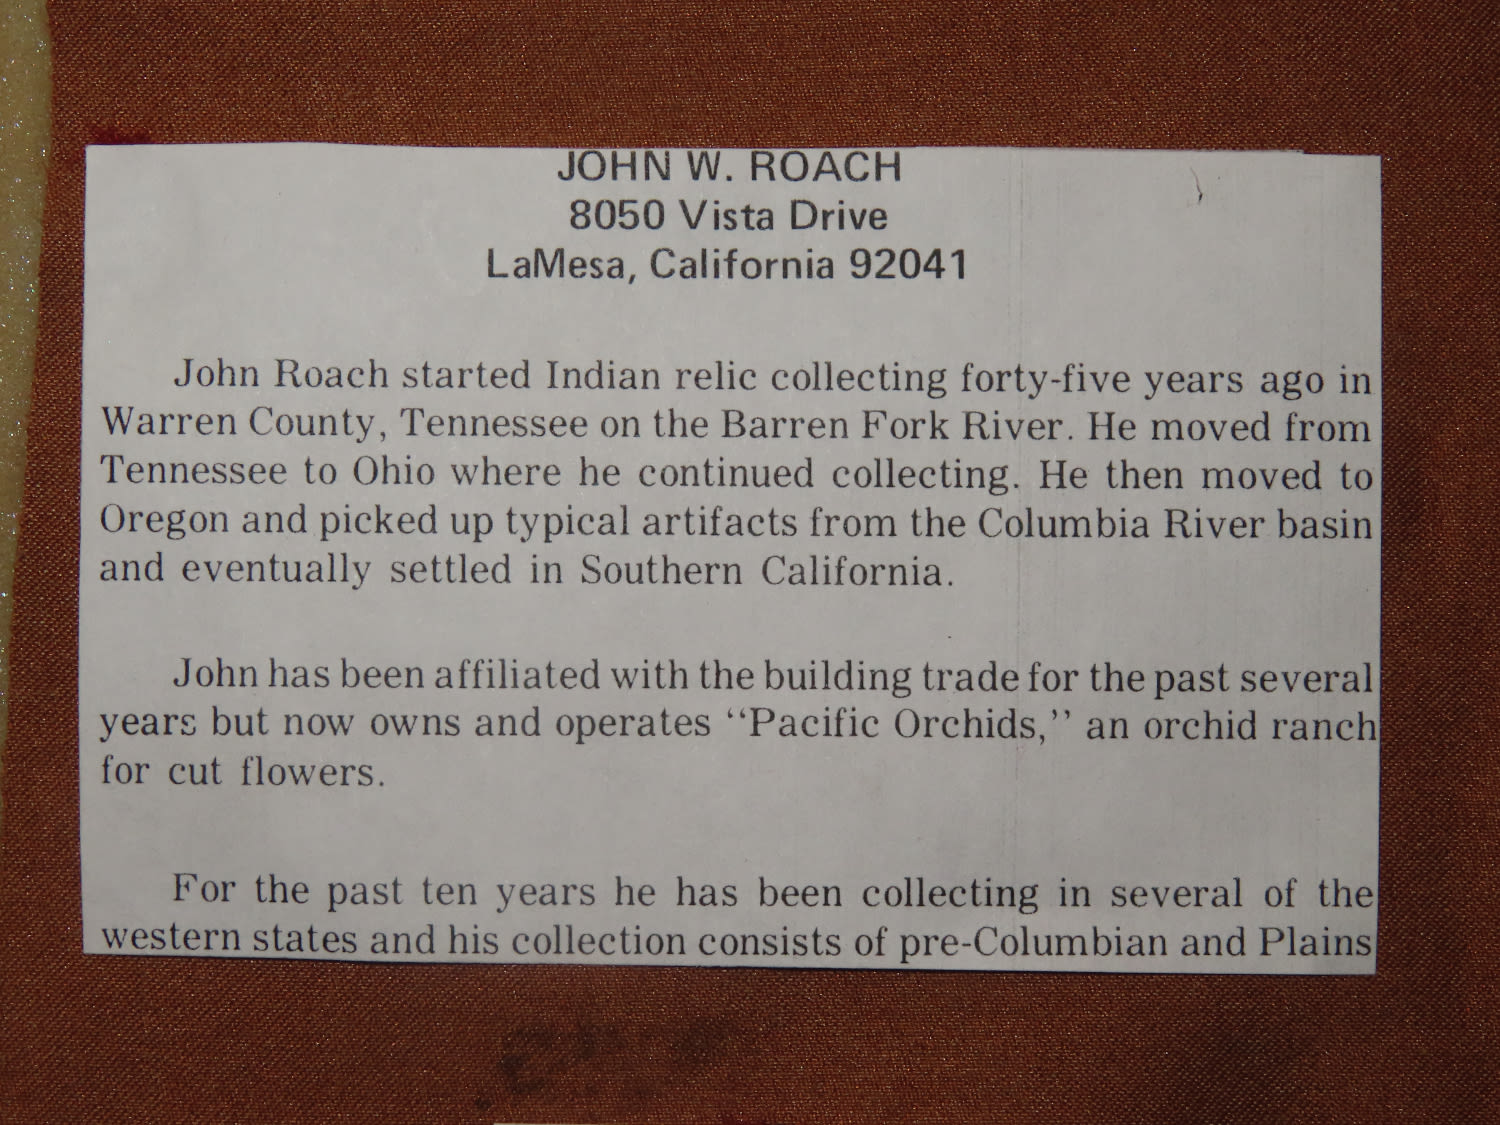 JOHN W. ROACH
8050 Vista Drive
LaMesa, California 92041
John Roach started Indian relic collecting forty-five years ago in
Warren County, Tennessee on the Barren Fork River. He moved from
Tennessee to Ohio where he continued collecting. He then moved to
Oregon and picked up typical artifacts from the Columbia River basin
and eventually settled in Southern California.
John has been affiliated with the building trade for the past several
years but now owns and operates “Pacific Orchids,” an orchid ranch
for cut flowers.
For the past ten years he has been collecting in several of the
western states and his collection consists of pre-Columbian and Plains